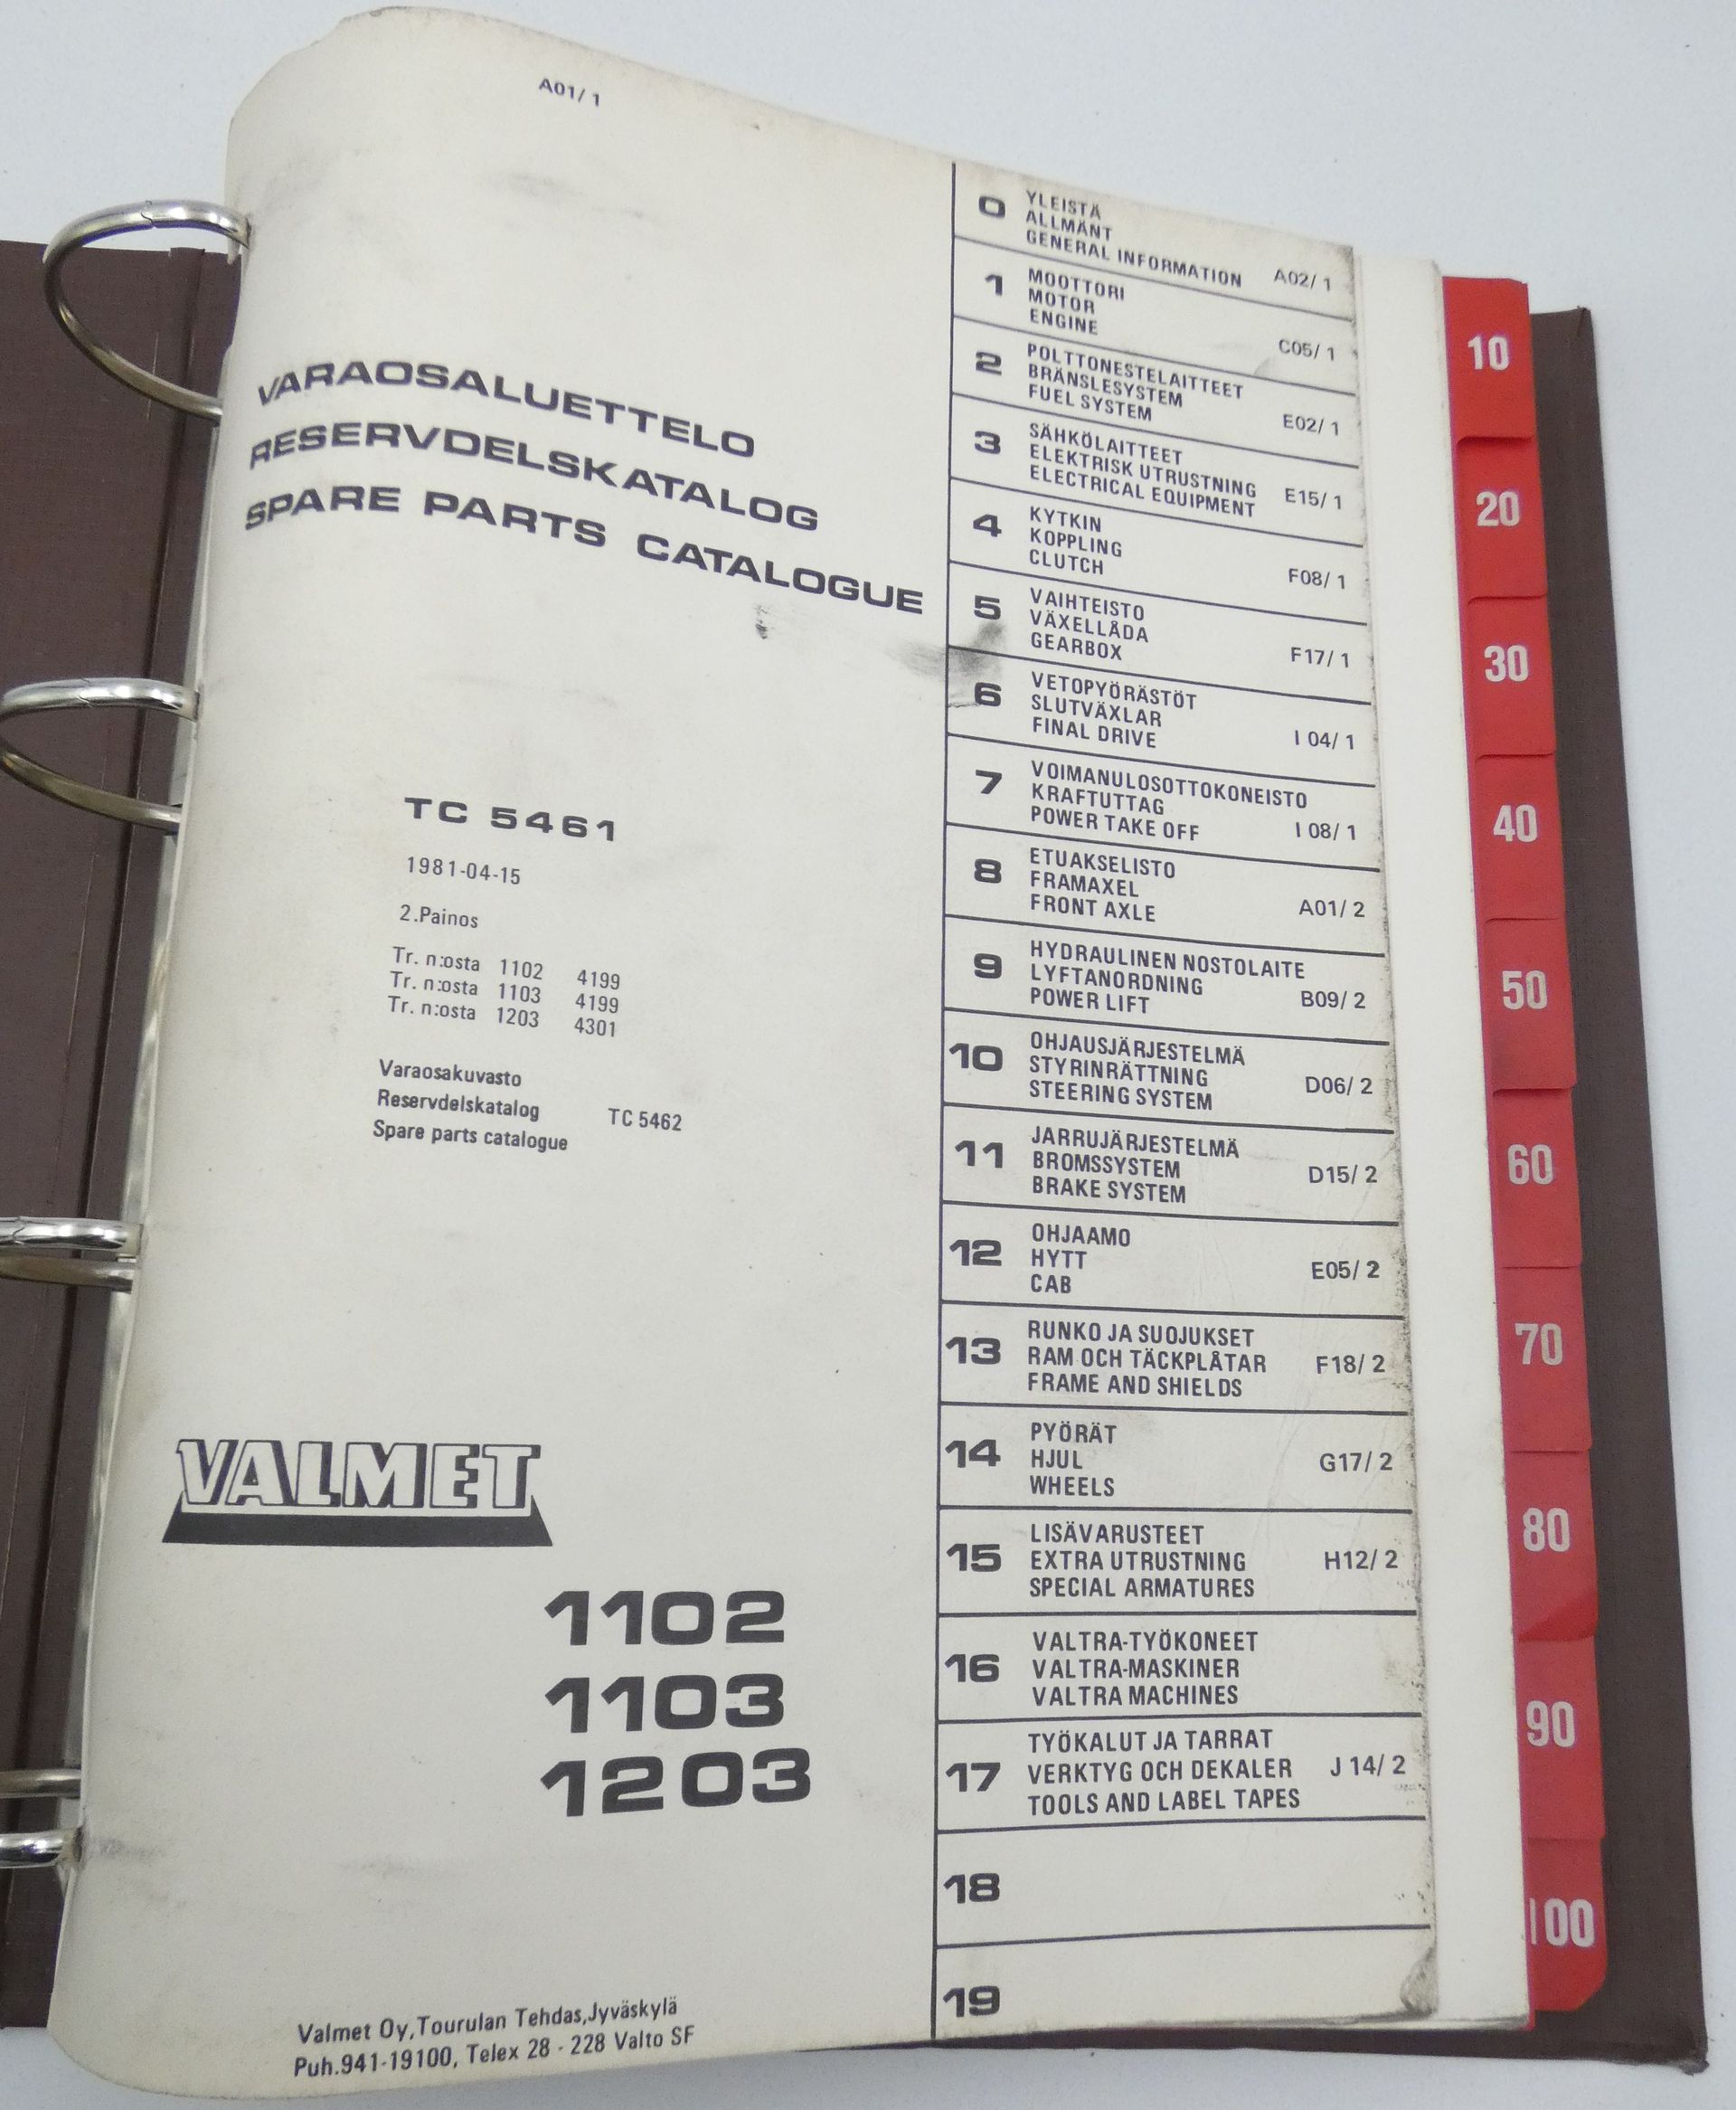 A01/ 1
VARAOSALUETTELO
RESERVDELSKATALOG
SPARE PARTS CATALOGUE
TC 5461
1981-04-15
2.Painos
Tr. n:osta 1102 4199
Tr. n:osta 1103 4199
Tr. n:osta 1203 4301
Varaosakuvasto
Reservdelskatalog TC 5462
Spare parts catalogue
VALMET
1102
1103
1203
Valmet Oy,Tourulan Tehdas,Jyväskylä
Puh.941-19100, Telex 28 - 228 Valto SF
0 YLEISTÄ
ALLMÄNT
GENERAL INFORMATION A02/ 1
1 MOOTTORI
MOTOR
ENGINE C05/ 1
2 POLTTONESTELAITTEET
BRÄNSLESYSTEM
FUEL SYSTEM E02/ 1
3 SÄHKÖLAITTEET
ELEKTRISK UTRUSTNING
ELECTRICAL EQUIPMENT E15/ 1
4 KYTKIN
KOPPLING
CLUTCH F08/ 1
5 VAIHTEISTO
VÄXELLÅDA
GEARBOX F17/ 1
6 VETOPYÖRÄSTÖT
SLUTVÄXLAR
FINAL DRIVE I 04/ 1
7 VOIMANULOSOTTOKONEISTO
KRAFTUTTAG
POWER TAKE OFF I 08/ 1
8 ETUAKSELISTO
FRAMAXEL
FRONT AXLE A01/ 2
9 HYDRAULINEN NOSTOLAITE
LYFTANORDNING
POWER LIFT B09/ 2
10 OHJAUSJÄRJESTELMÄ
STYRINRÄTTNING
STEERING SYSTEM D06/ 2
11 JARRUJÄRJESTELMÄ
BROMSSYSTEM
BRAKE SYSTEM D15/ 2
12 OHJAAMO
HYTT
CAB E05/ 2
13 RUNKO JA SUOJUKSET
RAM OCH TÄCKPLÅTAR
FRAME AND SHIELDS F18/ 2
14 PYÖRÄT
HJUL
WHEELS G17/ 2
15 LISÄVARUSTEET
EXTRA UTRUSTNING
SPECIAL ARMATURES H12/ 2
16 VALTRA-TYÖKONEET
VALTRA-MASKINER
VALTRA MACHINES
17 TYÖKALUT JA TARRAT
VERKTYG OCH DEKALER
TOOLS AND LABEL TAPES J 14/ 2
18
19
10
20
30
40
50
60
70
80
90
100